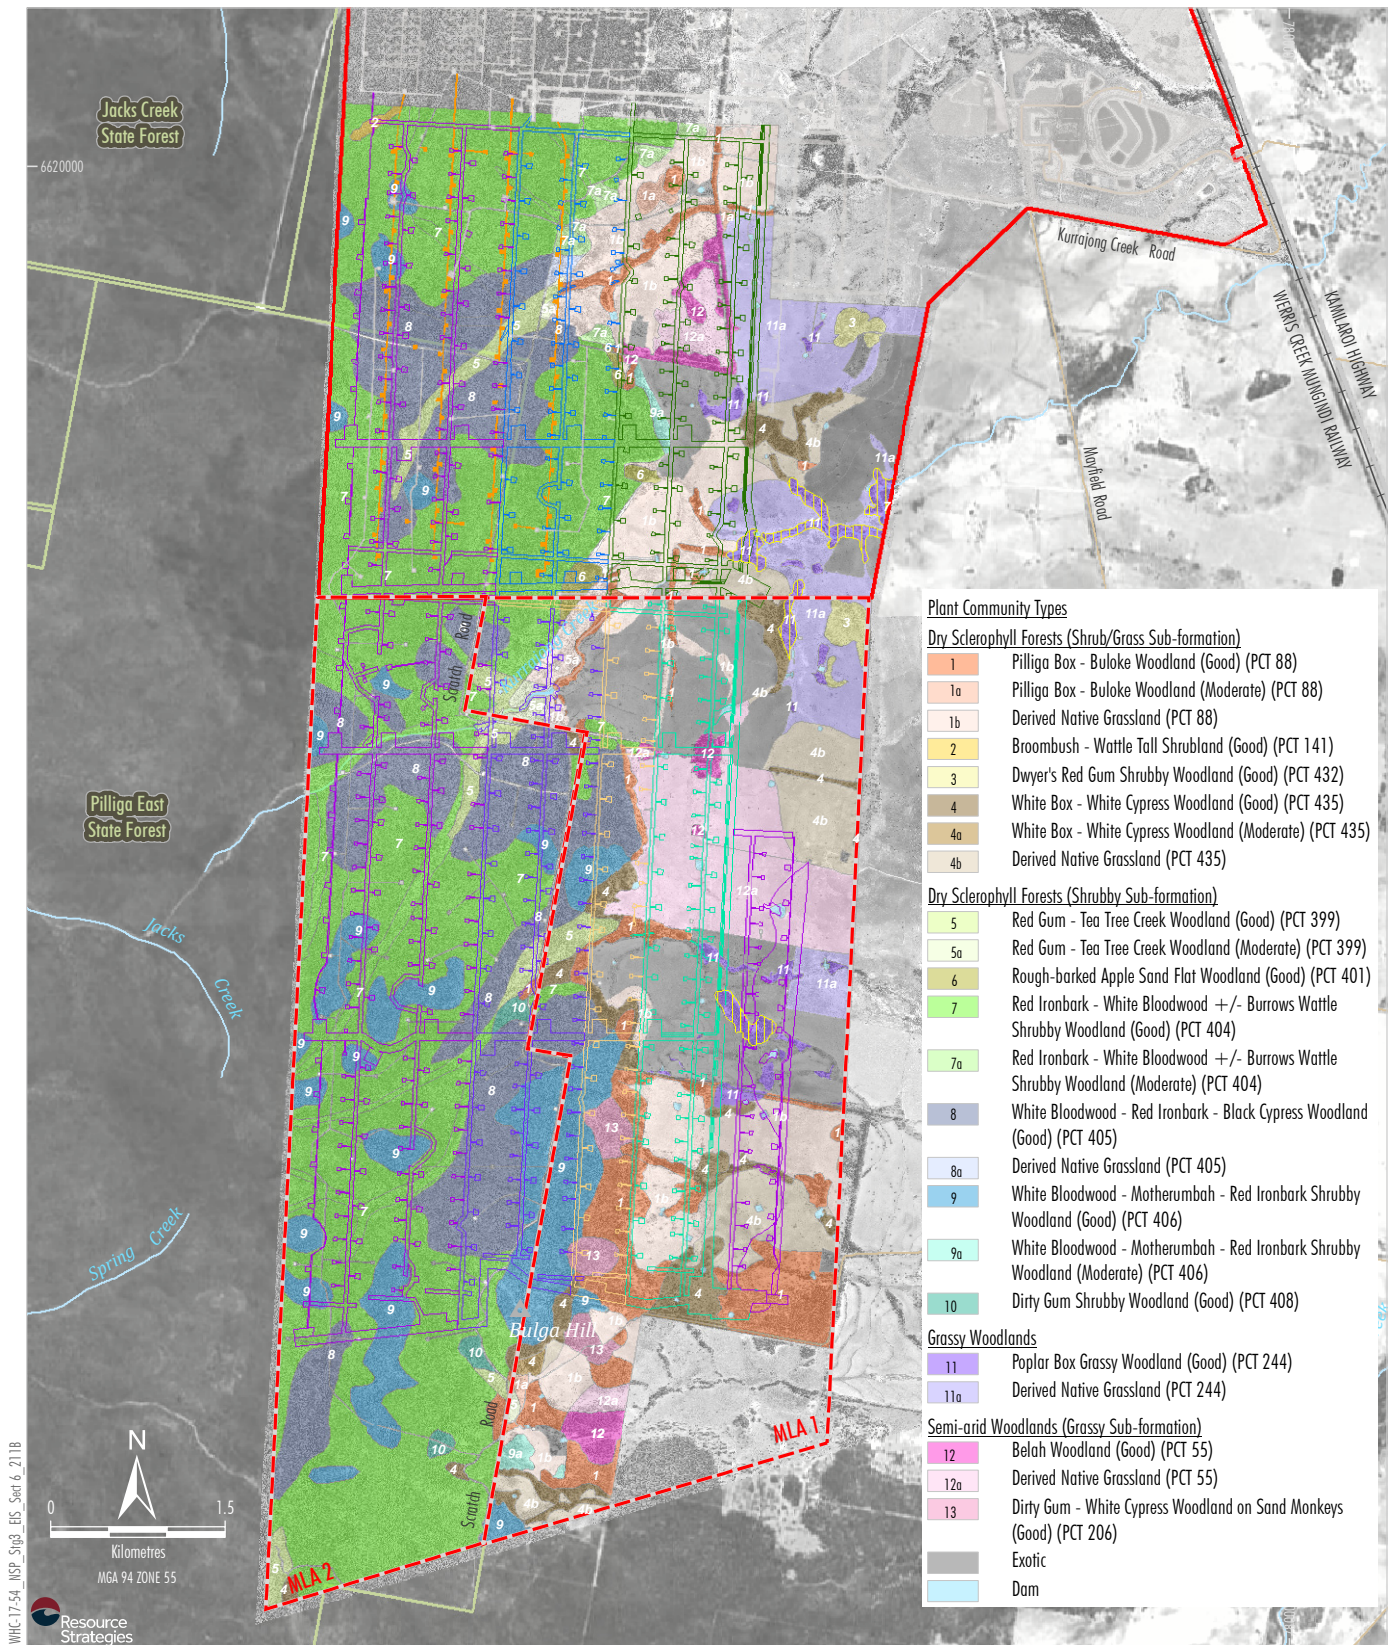 Jacks Creek
State Forest
6620000
Kurrajong Creek Road
KAMILAROI HIGHWAY
WERRIS CREEK MUNGINDI RAILWAY
Mayfield Road
Scratch Road
Pilliga East
State Forest
Jacks Creek
Spring Creek
Bulga Hill
Scratch Road
MLA 1
MLA 2
N
0 1.5
Kilometres
MGA 94 ZONE 55
WHC-17-54_NSP_Stg3_EIS_Sect 6_211B
Resource
Strategies
Plant Community Types
Dry Sclerophyll Forests (Shrub/Grass Sub-formation)
1 Pilliga Box - Buloke Woodland (Good) (PCT 88)
1a Pilliga Box - Buloke Woodland (Moderate) (PCT 88)
1b Derived Native Grassland (PCT 88)
2 Broombush - Wattle Tall Shrubland (Good) (PCT 141)
3 Dwyer's Red Gum Shrubby Woodland (Good) (PCT 432)
4 White Box - White Cypress Woodland (Good) (PCT 435)
4a White Box - White Cypress Woodland (Moderate) (PCT 435)
4b Derived Native Grassland (PCT 435)
Dry Sclerophyll Forests (Shrubby Sub-formation)
5 Red Gum - Tea Tree Creek Woodland (Good) (PCT 399)
5a Red Gum - Tea Tree Creek Woodland (Moderate) (PCT 399)
6 Rough-barked Apple Sand Flat Woodland (Good) (PCT 401)
7 Red Ironbark - White Bloodwood +/- Burrows Wattle
Shrubby Woodland (Good) (PCT 404)
7a Red Ironbark - White Bloodwood +/- Burrows Wattle
Shrubby Woodland (Moderate) (PCT 404)
8 White Bloodwood - Red Ironbark - Black Cypress Woodland
(Good) (PCT 405)
8a Derived Native Grassland (PCT 405)
9 White Bloodwood - Motherumbah - Red Ironbark Shrubby
Woodland (Good) (PCT 406)
9a White Bloodwood - Motherumbah - Red Ironbark Shrubby
Woodland (Moderate) (PCT 406)
10 Dirty Gum Shrubby Woodland (Good) (PCT 408)
Grassy Woodlands
11 Poplar Box Grassy Woodland (Good) (PCT 244)
11a Derived Native Grassland (PCT 244)
Semi-arid Woodlands (Grassy Sub-formation)
12 Belah Woodland (Good) (PCT 55)
12a Derived Native Grassland (PCT 55)
13 Dirty Gum - White Cypress Woodland on Sand Monkeys
(Good) (PCT 206)
Exotic
Dam